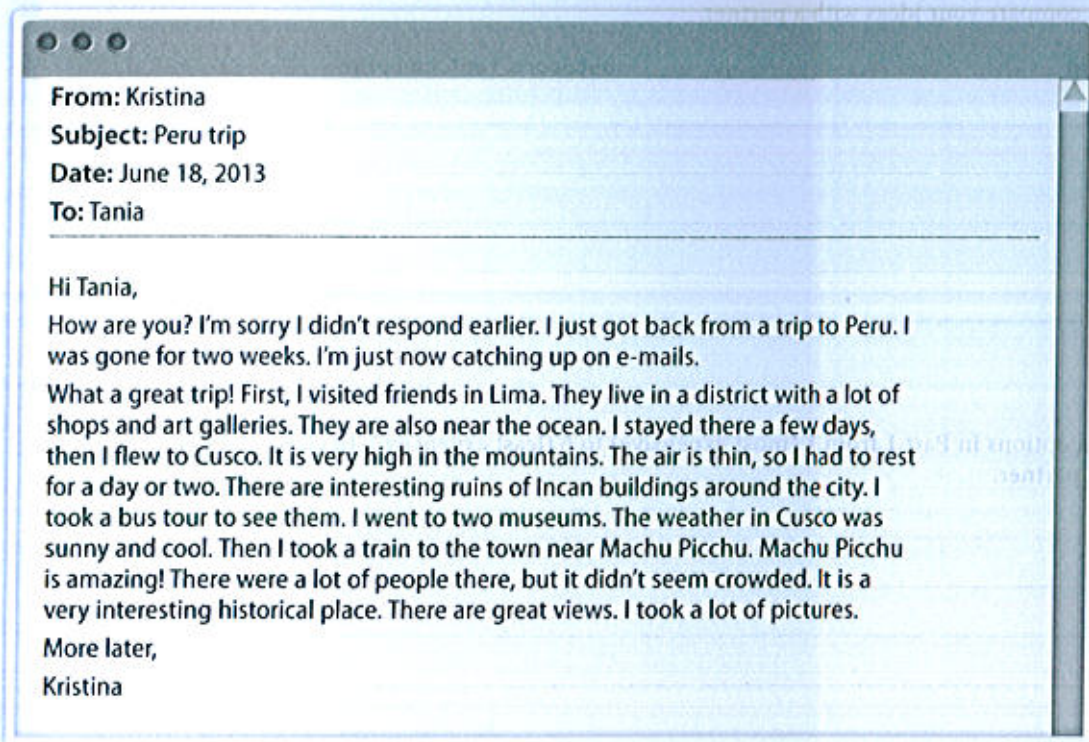 compare your ideas with a partner.
From: Kristina
Subject: Peru trip
Date: June 18, 2013
To: Tania
Hi Tania,
How are you? I'm sorry I didn't respond earlier. I just got back from a trip to Peru. I
was gone for two weeks. I'm just now catching up on e-mails.
What a great trip! First, I visited friends in Lima. They live in a district with a lot of
shops and art galleries. They are also near the ocean. I stayed there a few days,
then I flew to Cusco. It is very high in the mountains. The air is thin, so I had to rest
for a day or two. There are interesting ruins of Incan buildings around the city. I
took a bus tour to see them. I went to two museums. The weather in Cusco was
sunny and cool. Then I took a train to the town near Machu Picchu. Machu Picchu
is amazing! There were a lot of people there, but it didn't seem crowded. It is a
very interesting historical place. There are great views. I took a lot of pictures.
More later,
Kristina